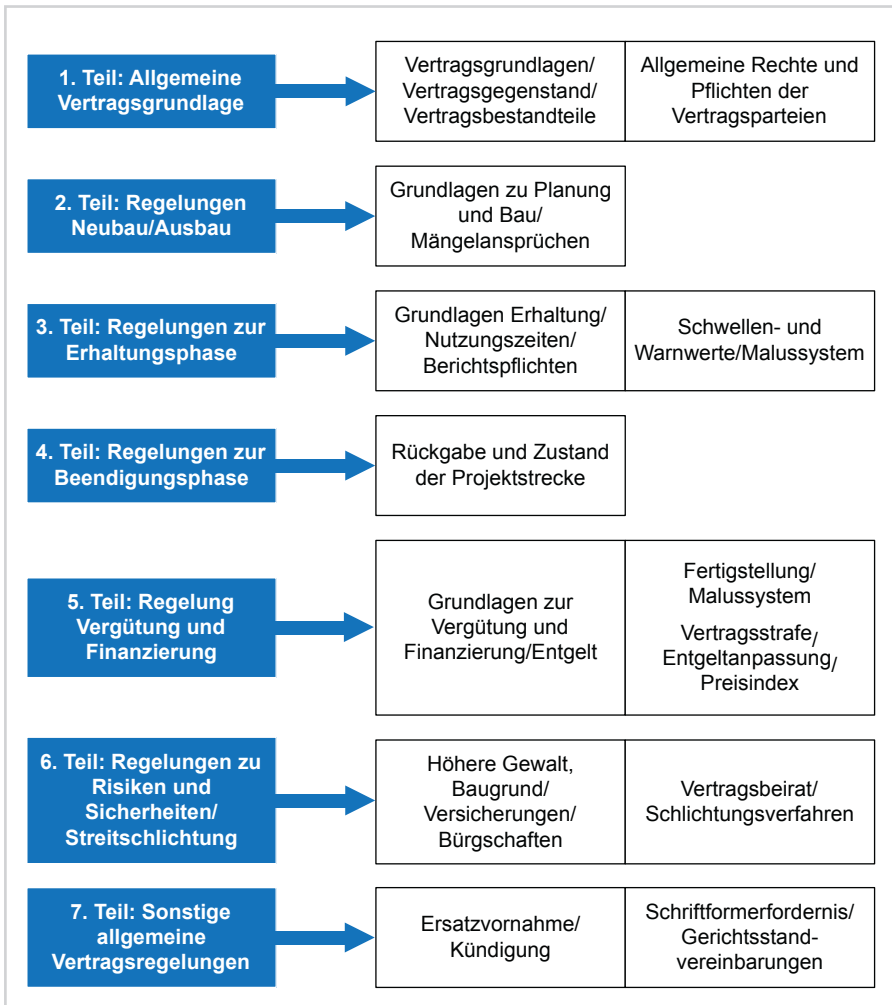 1. Teil: Allgemeine
Vertragsgrundlage
Vertragsgrundlagen/
Vertragsgegenstand/
Vertragsbestandteile
Allgemeine Rechte und
Pflichten der
Vertragsparteien
2. Teil: Regelungen
Neubau/Ausbau
Grundlagen zu Planung
und Bau/
Mängelansprüchen
3. Teil: Regelungen zur
Erhaltungsphase
Grundlagen Erhaltung/
Nutzungszeiten/
Berichtspflichten
Schwellen- und
Warnwerte/Malussystem
4. Teil: Regelungen zur
Beendigungsphase
Rückgabe und Zustand
der Projektstrecke
5. Teil: Regelung
Vergütung und
Finanzierung
Grundlagen zur
Vergütung und
Finanzierung/Entgelt
Fertigstellung/
Malussystem
Vertragsstrafe/
Entgeltanpassung/
Preisindex
6. Teil: Regelungen zu
Risiken und
Sicherheiten/
Streitschlichtung
Höhere Gewalt,
Baugrund/
Versicherungen/
Bürgschaften
Vertragsbeirat/
Schlichtungsverfahren
7. Teil: Sonstige
allgemeine
Vertragsregelungen
Ersatzvornahme/
Kündigung
Schriftformerfordernis/
Gerichtsstand-
vereinbarungen